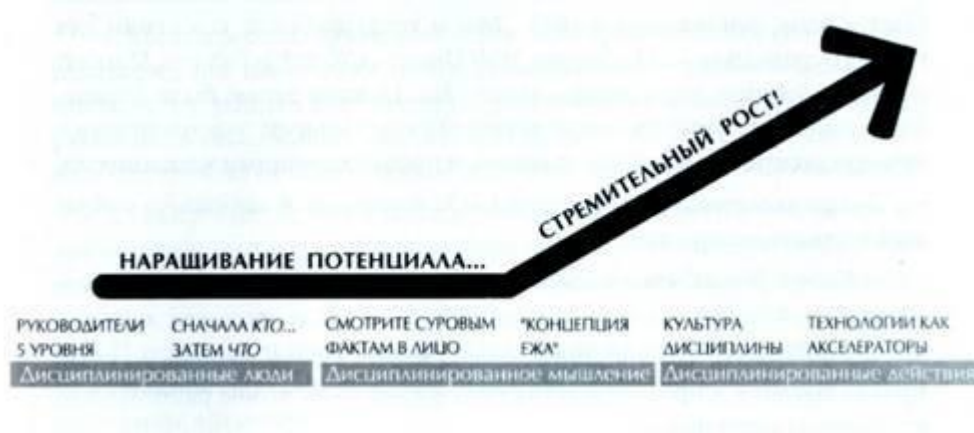 СТРЕМИТЕЛЬНЫЙ РОСТ!
НАРАЩИВАНИЕ ПОТЕНЦИАЛА...
РУКОВОДИТЕЛИ
5 УРОВНЯ
СНАЧАЛА КТО...
ЗАТЕМ ЧТО
СМОТРИТЕ СУРОВЫМ
ФАКТАМ В ЛИЦО
"КОНЦЕПЦИЯ
ЕЖА"
КУЛЬТУРА
ДИСЦИПЛИНЫ
ТЕХНОЛОГИИ КАК
АКСЕЛЕРАТОРЫ
Дисциплинированные люди
Дисциплинированное мышление
Дисциплинированные действия